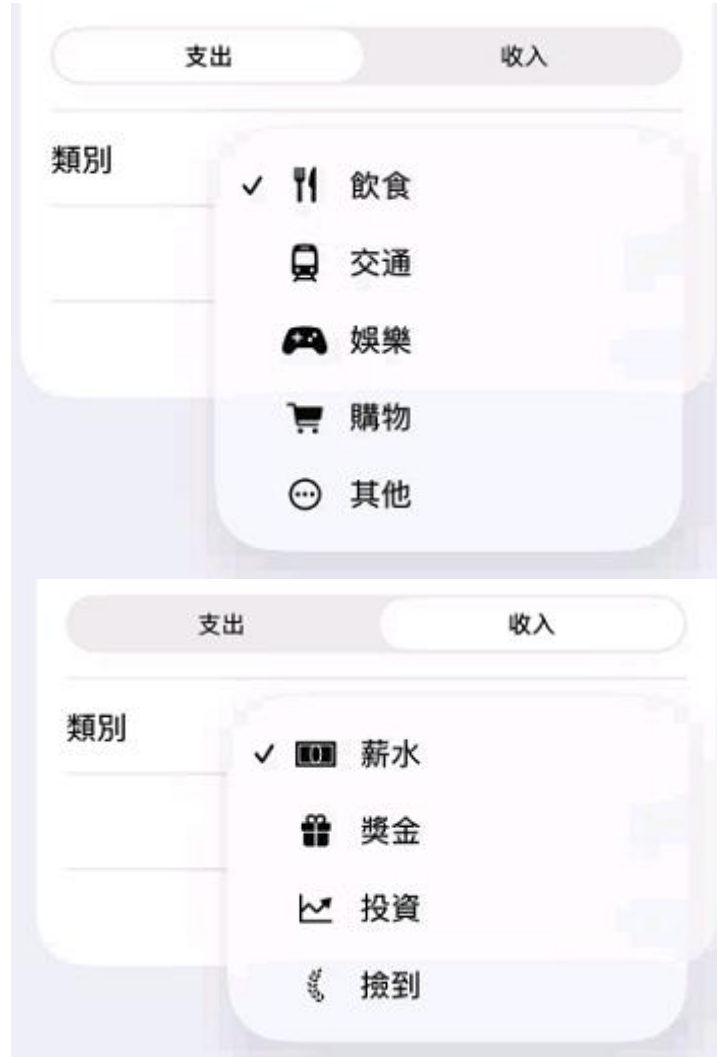 支出 收入
類別
飲食
交通
娛樂
購物
其他
支出 收入
類別
薪水
獎金
投資
撿到